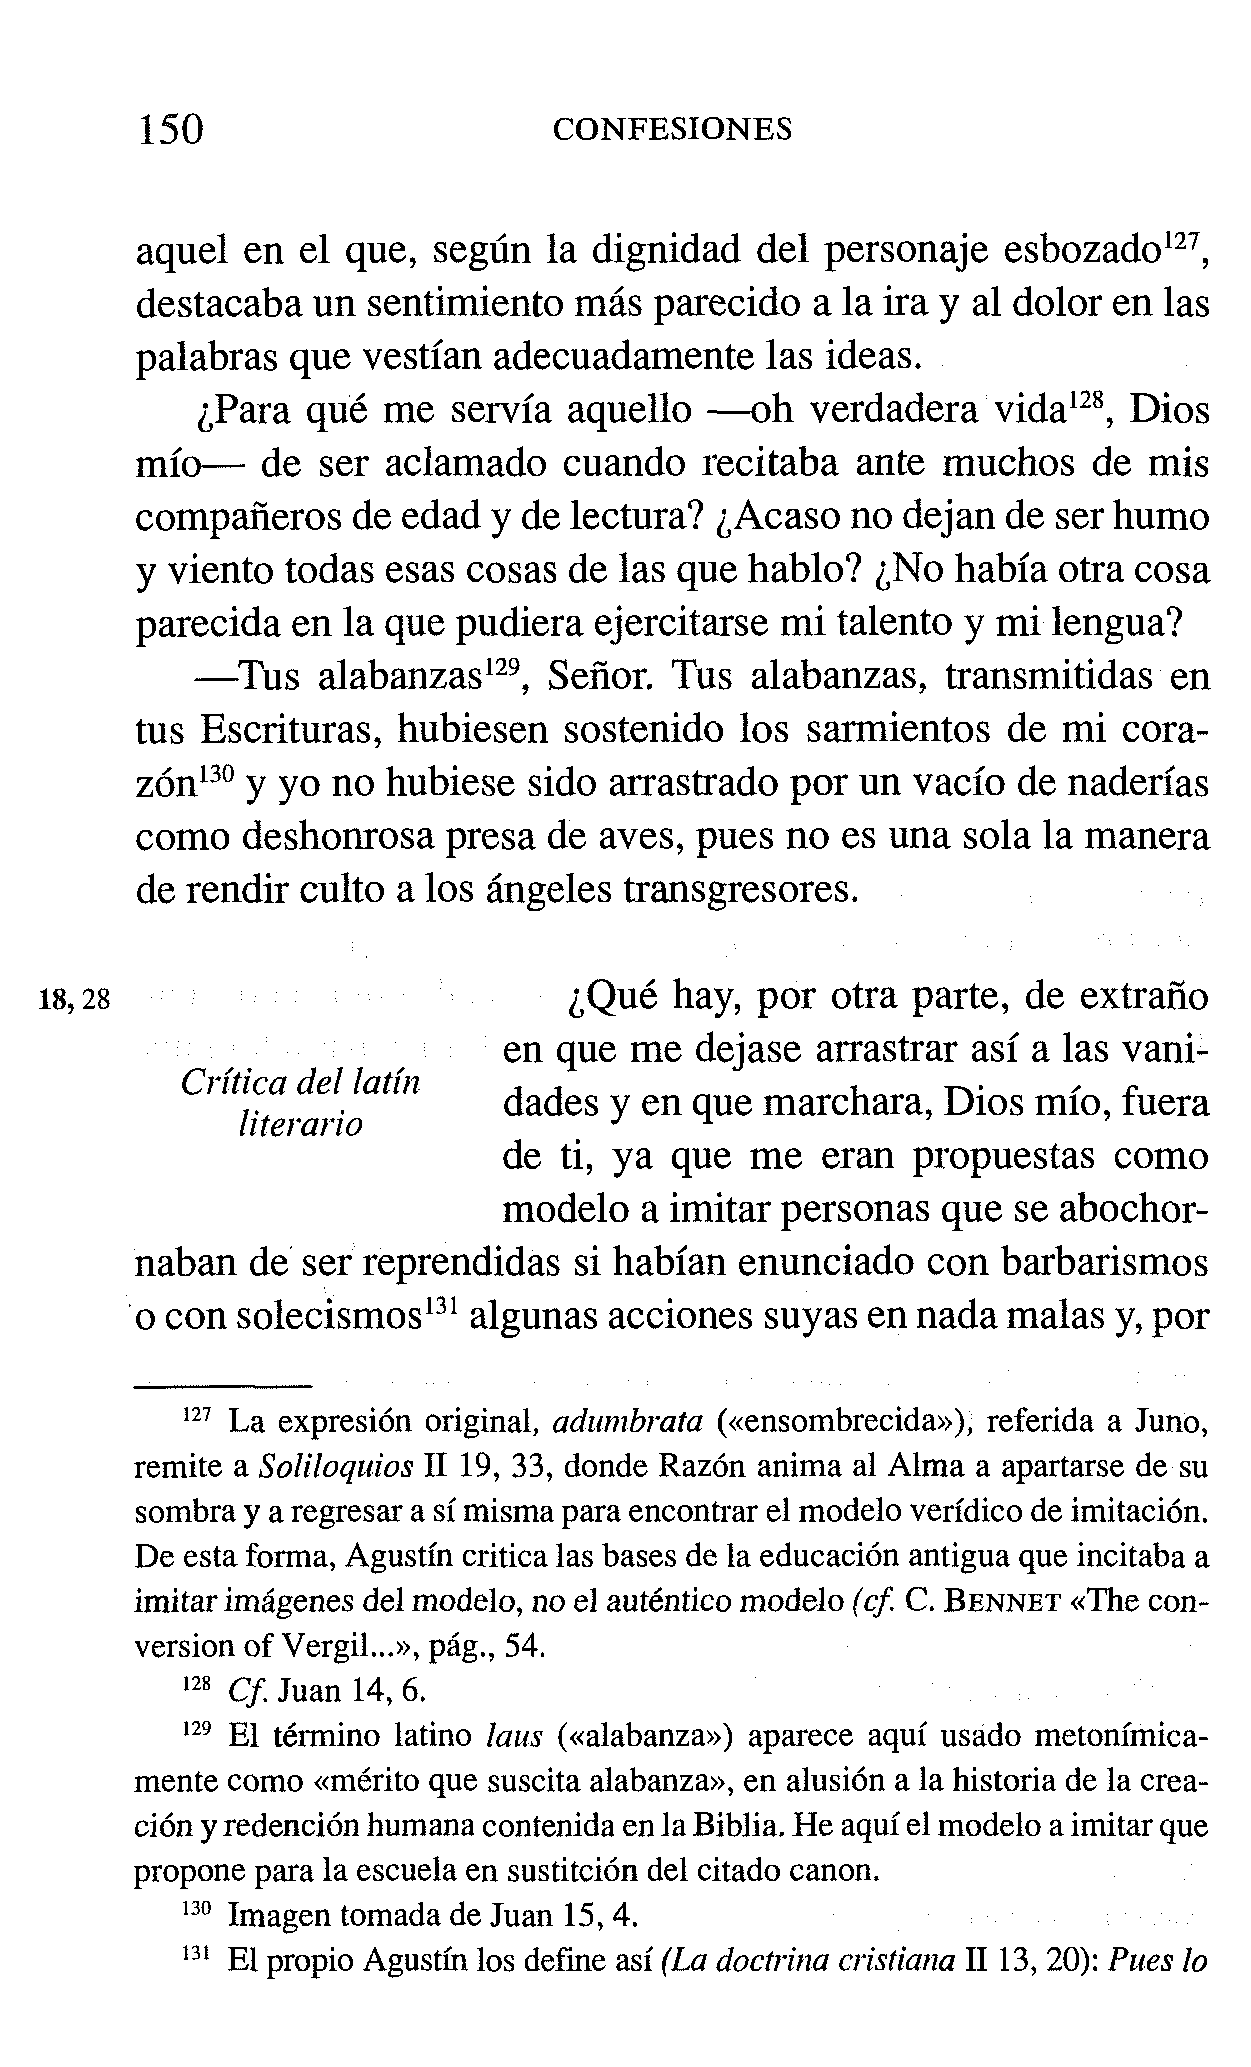 150 CONFESIONES
aquel en el que, según la dignidad del personaje esbozado¹²⁷,
destacaba un sentimiento más parecido a la ira y al dolor en las
palabras que vestían adecuadamente las ideas.
¿Para qué me servía aquello —oh verdadera vida¹²⁸, Dios
mío— de ser aclamado cuando recitaba ante muchos de mis
compañeros de edad y de lectura? ¿Acaso no dejan de ser humo
y viento todas esas cosas de las que hablo? ¿No había otra cosa
parecida en la que pudiera ejercitarse mi talento y mi lengua?
—Tus alabanzas¹²⁹, Señor. Tus alabanzas, transmitidas en
tus Escrituras, hubiesen sostenido los sarmientos de mi cora-
zón¹³⁰ y yo no hubiese sido arrastrado por un vacío de naderías
como deshonrosa presa de aves, pues no es una sola la manera
de rendir culto a los ángeles transgresores.
18, 28
Crítica del latín
literario
¿Qué hay, por otra parte, de extraño
en que me dejase arrastrar así a las vani-
dades y en que marchara, Dios mío, fuera
de ti, ya que me eran propuestas como
modelo a imitar personas que se abochor-
naban de ser reprendidas si habían enunciado con barbarismos
o con solecismos¹³¹ algunas acciones suyas en nada malas y, por
¹²⁷ La expresión original, adumbrata («ensombrecida»), referida a Juno,
remite a Soliloquios II 19, 33, donde Razón anima al Alma a apartarse de su
sombra y a regresar a sí misma para encontrar el modelo verídico de imitación.
De esta forma, Agustín critica las bases de la educación antigua que incitaba a
imitar imágenes del modelo, no el auténtico modelo (cf. C. BENNET «The con-
version of Vergil...», pág., 54.
¹²⁸ Cf. Juan 14, 6.
¹²⁹ El término latino laus («alabanza») aparece aquí usado metonímica-
mente como «mérito que suscita alabanza», en alusión a la historia de la crea-
ción y redención humana contenida en la Biblia. He aquí el modelo a imitar que
propone para la escuela en sustitción del citado canon.
¹³⁰ Imagen tomada de Juan 15, 4.
¹³¹ El propio Agustín los define así (La doctrina cristiana II 13, 20): Pues lo